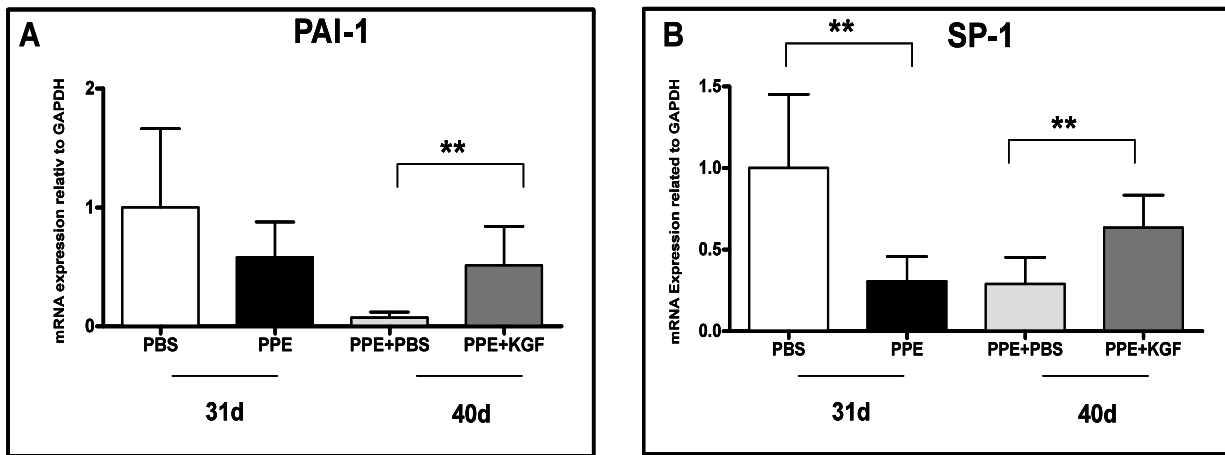 A
PAI-1
mRNA expression relativ to GAPDH
2
1
0
**
PBS
PPE
PPE+PBS
PPE+KGF
31d
40d
B
SP-1
mRNA Expression related to GAPDH
1.5
1.0
0.5
0.0
**
**
PBS
PPE
PPE+PBS
PPE+KGF
31d
40d